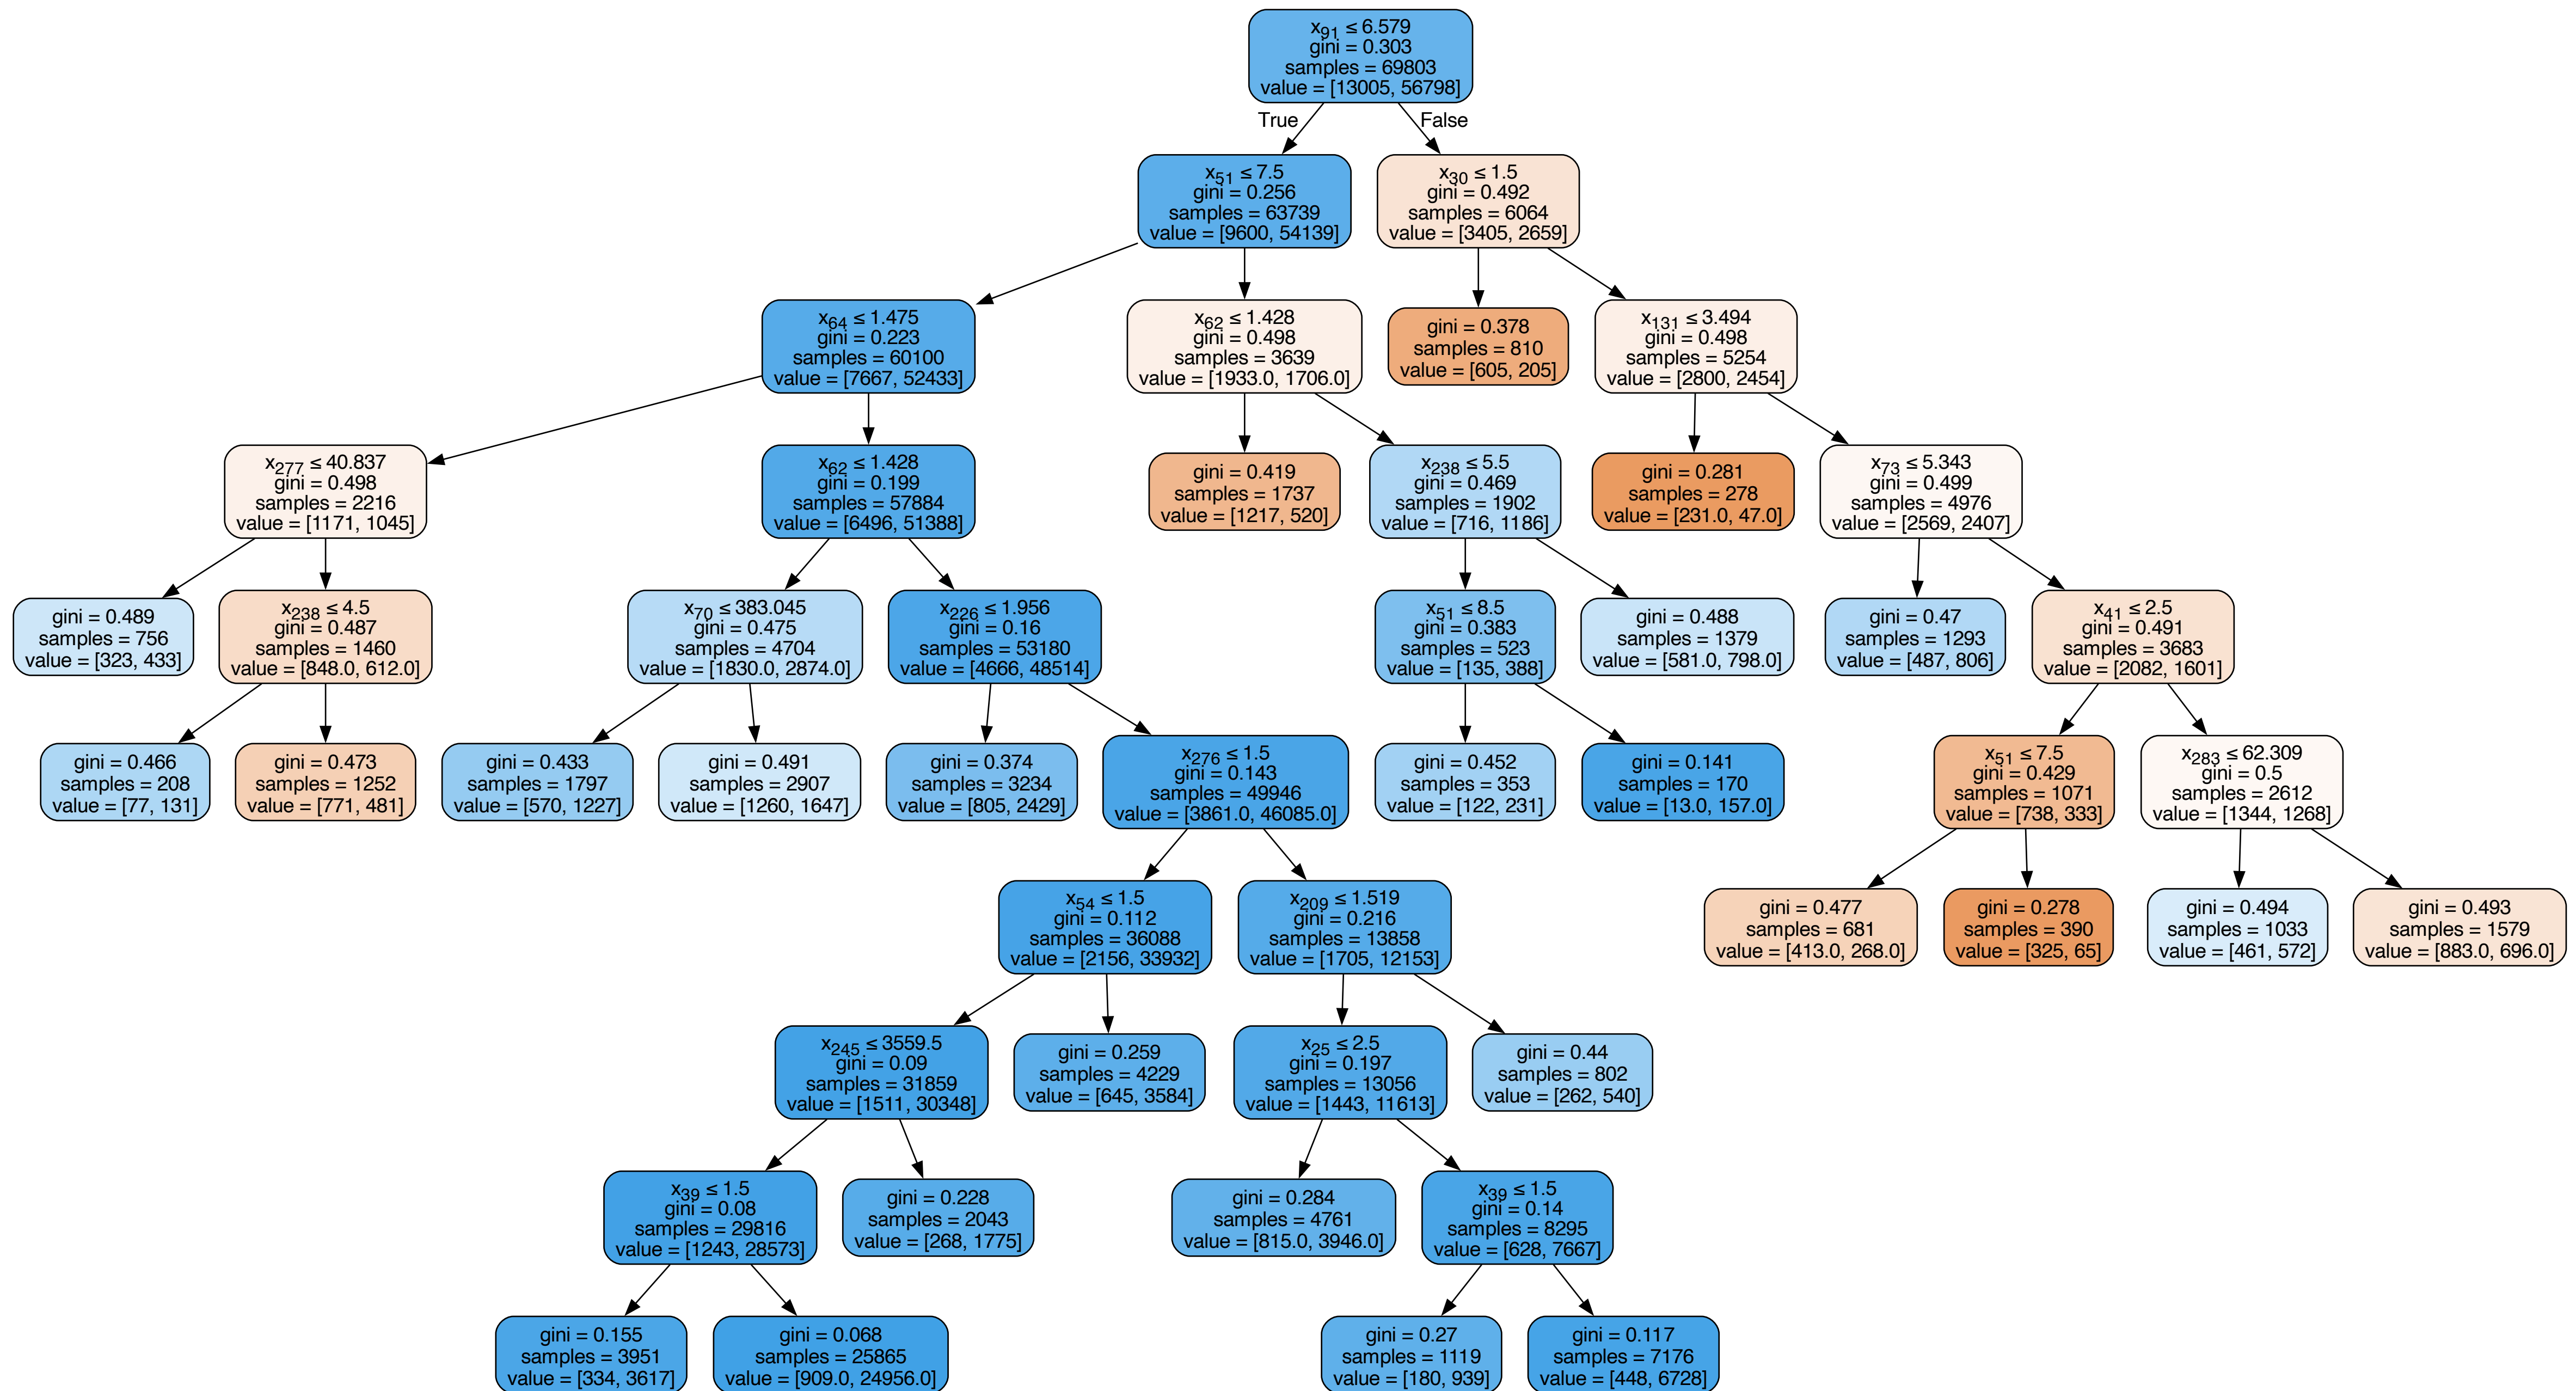 x91 ≤ 6.579
gini = 0.303
samples = 69803
value = [13005, 56798]
True
False
x51 ≤ 7.5
gini = 0.256
samples = 63739
value = [9600, 54139]
x30 ≤ 1.5
gini = 0.492
samples = 6064
value = [3405, 2659]
x64 ≤ 1.475
gini = 0.223
samples = 60100
value = [7667, 52433]
x62 ≤ 1.428
gini = 0.498
samples = 3639
value = [1933.0, 1706.0]
gini = 0.378
samples = 810
value = [605, 205]
x131 ≤ 3.494
gini = 0.498
samples = 5254
value = [2800, 2454]
x277 ≤ 40.837
gini = 0.498
samples = 2216
value = [1171, 1045]
x62 ≤ 1.428
gini = 0.199
samples = 57884
value = [6496, 51388]
gini = 0.419
samples = 1737
value = [1217, 520]
x238 ≤ 5.5
gini = 0.469
samples = 1902
value = [716, 1186]
gini = 0.281
samples = 278
value = [231.0, 47.0]
x73 ≤ 5.343
gini = 0.499
samples = 4976
value = [2569, 2407]
gini = 0.489
samples = 756
value = [323, 433]
x238 ≤ 4.5
gini = 0.487
samples = 1460
value = [848.0, 612.0]
x70 ≤ 383.045
gini = 0.475
samples = 4704
value = [1830.0, 2874.0]
x226 ≤ 1.956
gini = 0.16
samples = 53180
value = [4666, 48514]
x51 ≤ 8.5
gini = 0.383
samples = 523
value = [135, 388]
gini = 0.488
samples = 1379
value = [581.0, 798.0]
gini = 0.47
samples = 1293
value = [487, 806]
x41 ≤ 2.5
gini = 0.491
samples = 3683
value = [2082, 1601]
gini = 0.466
samples = 208
value = [77, 131]
gini = 0.473
samples = 1252
value = [771, 481]
gini = 0.433
samples = 1797
value = [570, 1227]
gini = 0.491
samples = 2907
value = [1260, 1647]
gini = 0.374
samples = 3234
value = [805, 2429]
x276 ≤ 1.5
gini = 0.143
samples = 49946
value = [3861.0, 46085.0]
gini = 0.452
samples = 353
value = [122, 231]
gini = 0.141
samples = 170
value = [13.0, 157.0]
x51 ≤ 7.5
gini = 0.429
samples = 1071
value = [738, 333]
x283 ≤ 62.309
gini = 0.5
samples = 2612
value = [1344, 1268]
x54 ≤ 1.5
gini = 0.112
samples = 36088
value = [2156, 33932]
x209 ≤ 1.519
gini = 0.216
samples = 13858
value = [1705, 12153]
gini = 0.477
samples = 681
value = [413.0, 268.0]
gini = 0.278
samples = 390
value = [325, 65]
gini = 0.494
samples = 1033
value = [461, 572]
gini = 0.493
samples = 1579
value = [883.0, 696.0]
x245 ≤ 3559.5
gini = 0.09
samples = 31859
value = [1511, 30348]
gini = 0.259
samples = 4229
value = [645, 3584]
x25 ≤ 2.5
gini = 0.197
samples = 13056
value = [1443, 11613]
gini = 0.44
samples = 802
value = [262, 540]
x39 ≤ 1.5
gini = 0.08
samples = 29816
value = [1243, 28573]
gini = 0.228
samples = 2043
value = [268, 1775]
gini = 0.284
samples = 4761
value = [815.0, 3946.0]
x39 ≤ 1.5
gini = 0.14
samples = 8295
value = [628, 7667]
gini = 0.155
samples = 3951
value = [334, 3617]
gini = 0.068
samples = 25865
value = [909.0, 24956.0]
gini = 0.27
samples = 1119
value = [180, 939]
gini = 0.117
samples = 7176
value = [448, 6728]